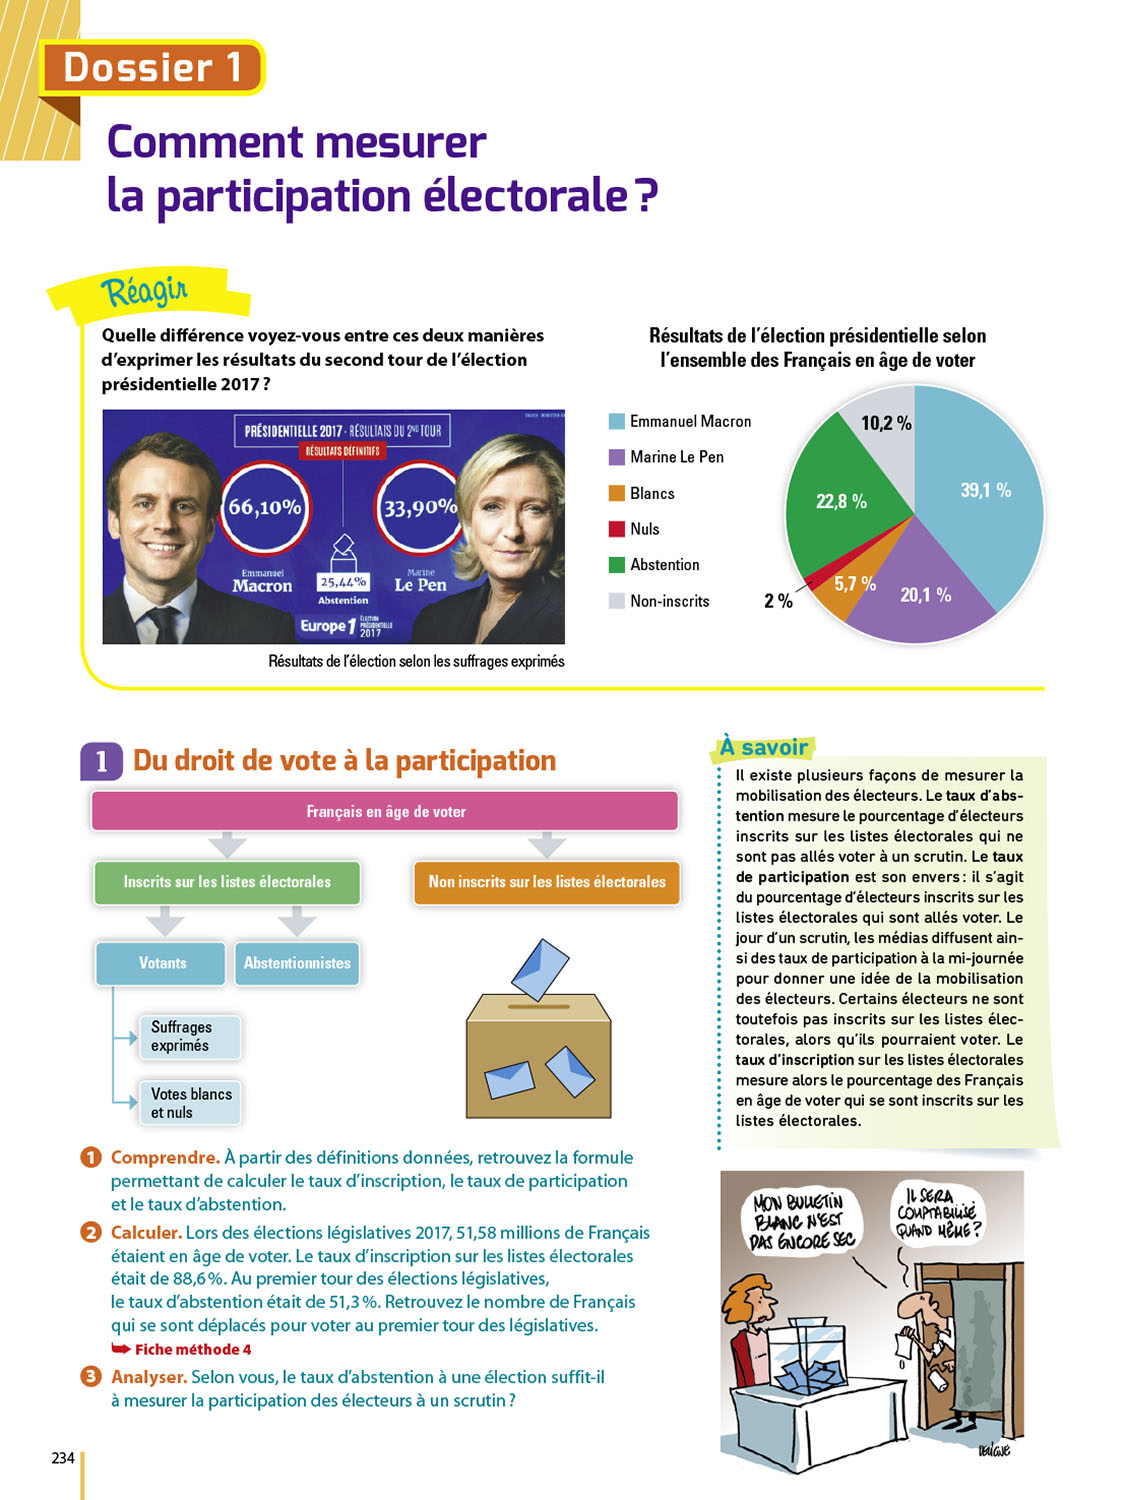 Dossier 1
Comment mesurer
la participation électorale ?
Réagir
Quelle différence voyez-vous entre ces deux manières
d'exprimer les résultats du second tour de l'élection
présidentielle 2017 ?
PRÉSIDENTIELLE 2017 - RÉSULTATS DU 2ND TOUR
RÉSULTATS DÉFINITIFS
66,10%
33,90%
Emmanuel
Macron
25,44%
Abstention
Marine
Le Pen
Europe 1
ÉLECTION
PRÉSIDENTIELLE
2017
Résultats de l'élection selon les suffrages exprimés
Résultats de l'élection présidentielle selon
l'ensemble des Français en âge de voter
Emmanuel Macron
Marine Le Pen
Blancs
Nuls
Abstention
Non-inscrits
10,2 %
39,1 %
22,8 %
5,7 %
20,1 %
2 %
1 Du droit de vote à la participation
Français en âge de voter
Inscrits sur les listes électorales
Non inscrits sur les listes électorales
Votants
Abstentionnistes
Suffrages
exprimés
Votes blancs
et nuls
À savoir
Il existe plusieurs façons de mesurer la
mobilisation des électeurs. Le taux d'abs-
tention mesure le pourcentage d'électeurs
inscrits sur les listes électorales qui ne
sont pas allés voter à un scrutin. Le taux
de participation est son envers : il s'agit
du pourcentage d'électeurs inscrits sur les
listes électorales qui sont allés voter. Le
jour d'un scrutin, les médias diffusent ain-
si des taux de participation à la mi-journée
pour donner une idée de la mobilisation
des électeurs. Certains électeurs ne sont
toutefois pas inscrits sur les listes élec-
torales, alors qu'ils pourraient voter. Le
taux d'inscription sur les listes électorales
mesure alors le pourcentage des Français
en âge de voter qui se sont inscrits sur les
listes électorales.
1 Comprendre. À partir des définitions données, retrouvez la formule
permettant de calculer le taux d'inscription, le taux de participation
et le taux d'abstention.
2 Calculer. Lors des élections législatives 2017, 51,58 millions de Français
étaient en âge de voter. Le taux d'inscription sur les listes électorales
était de 88,6 %. Au premier tour des élections législatives,
le taux d'abstention était de 51,3 %. Retrouvez le nombre de Français
qui se sont déplacés pour voter au premier tour des législatives.
Fiche méthode 4
3 Analyser. Selon vous, le taux d'abstention à une élection suffit-il
à mesurer la participation des électeurs à un scrutin ?
MON BULLETIN
BLANC N'EST
PAS ENCORE SEC
IL SERA
COMPTABILISÉ
QUAND MÊME ?
DELIGNE
234